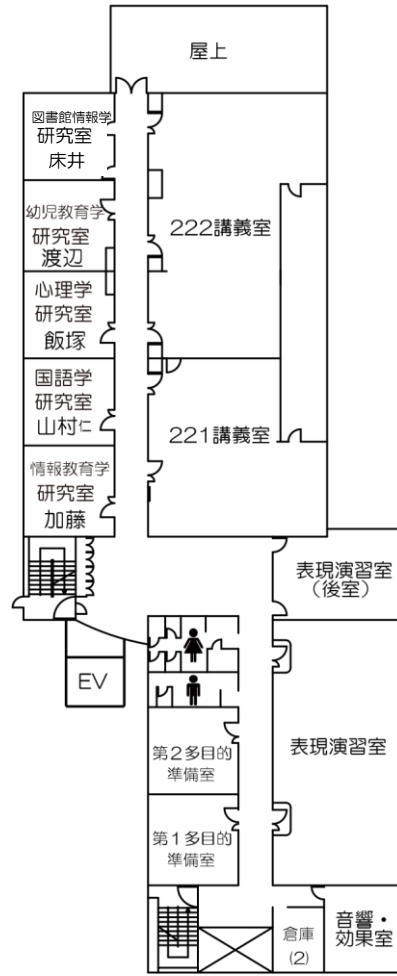 屋上
図書館情報学
研究室
床井
幼児教育学
研究室
渡辺
222講義室
心理学
研究室
飯塚
国語学
研究室
山村仁
221講義室
情報教育学
研究室
加藤
表現演習室
(後室)
EV
第2多目的
準備室
表現演習室
第1多目的
準備室
倉庫
(2)
音響・
効果室